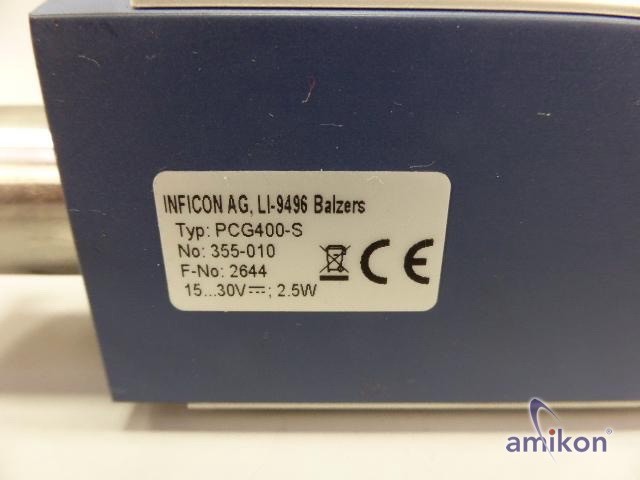 INFICON AG, LI-9496 Balzers
Typ: PCG400-S
No: 355-010
F-No: 2644
15...30V⎓; 2.5W
CE
amikon®